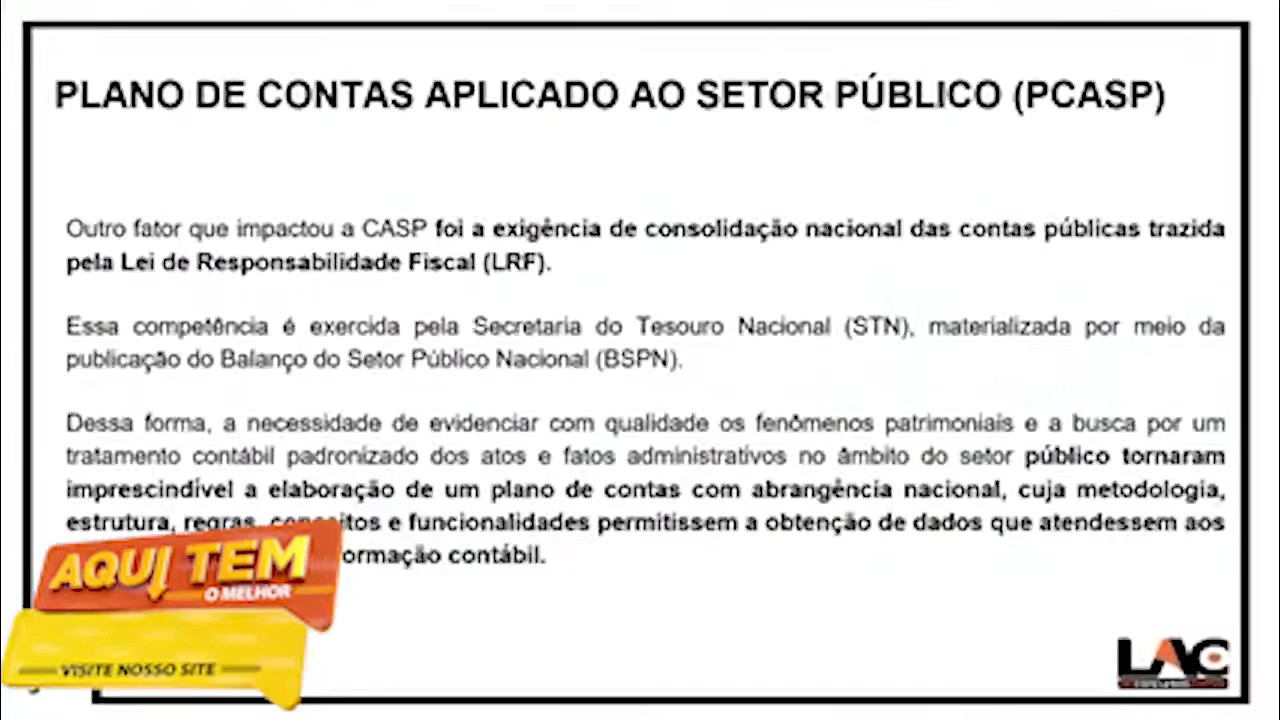 PLANO DE CONTAS APLICADO AO SETOR PÚBLICO (PCASP)
Outro fator que impactou a CASP foi a exigência de consolidação nacional das contas públicas trazida
pela Lei de Responsabilidade Fiscal (LRF).
Essa competência é exercida pela Secretaria do Tesouro Nacional (STN), materializada por meio da
publicação do Balanço do Setor Público Nacional (BSPN).
Dessa forma, a necessidade de evidenciar com qualidade os fenômenos patrimoniais e a busca por um
tratamento contábil padronizado dos atos e fatos administrativos no âmbito do setor público tornaram
imprescindível a elaboração de um plano de contas com abrangência nacional, cuja metodologia,
estrutura, regras, conceitos e funcionalidades permitissem a obtenção de dados que atendessem aos
ormação contábil.
AQUI TEM
O MELHOR
VISITE NOSSO SITE
LAC